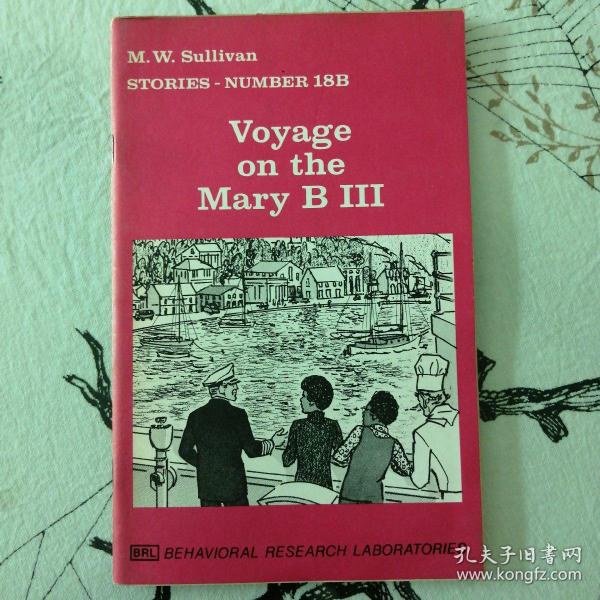 M. W. Sullivan
STORIES - NUMBER 18B
Voyage
on the
Mary B III
BRL BEHAVIORAL RESEARCH LABORATORIES
孔夫子旧书网
www.kongfz.com